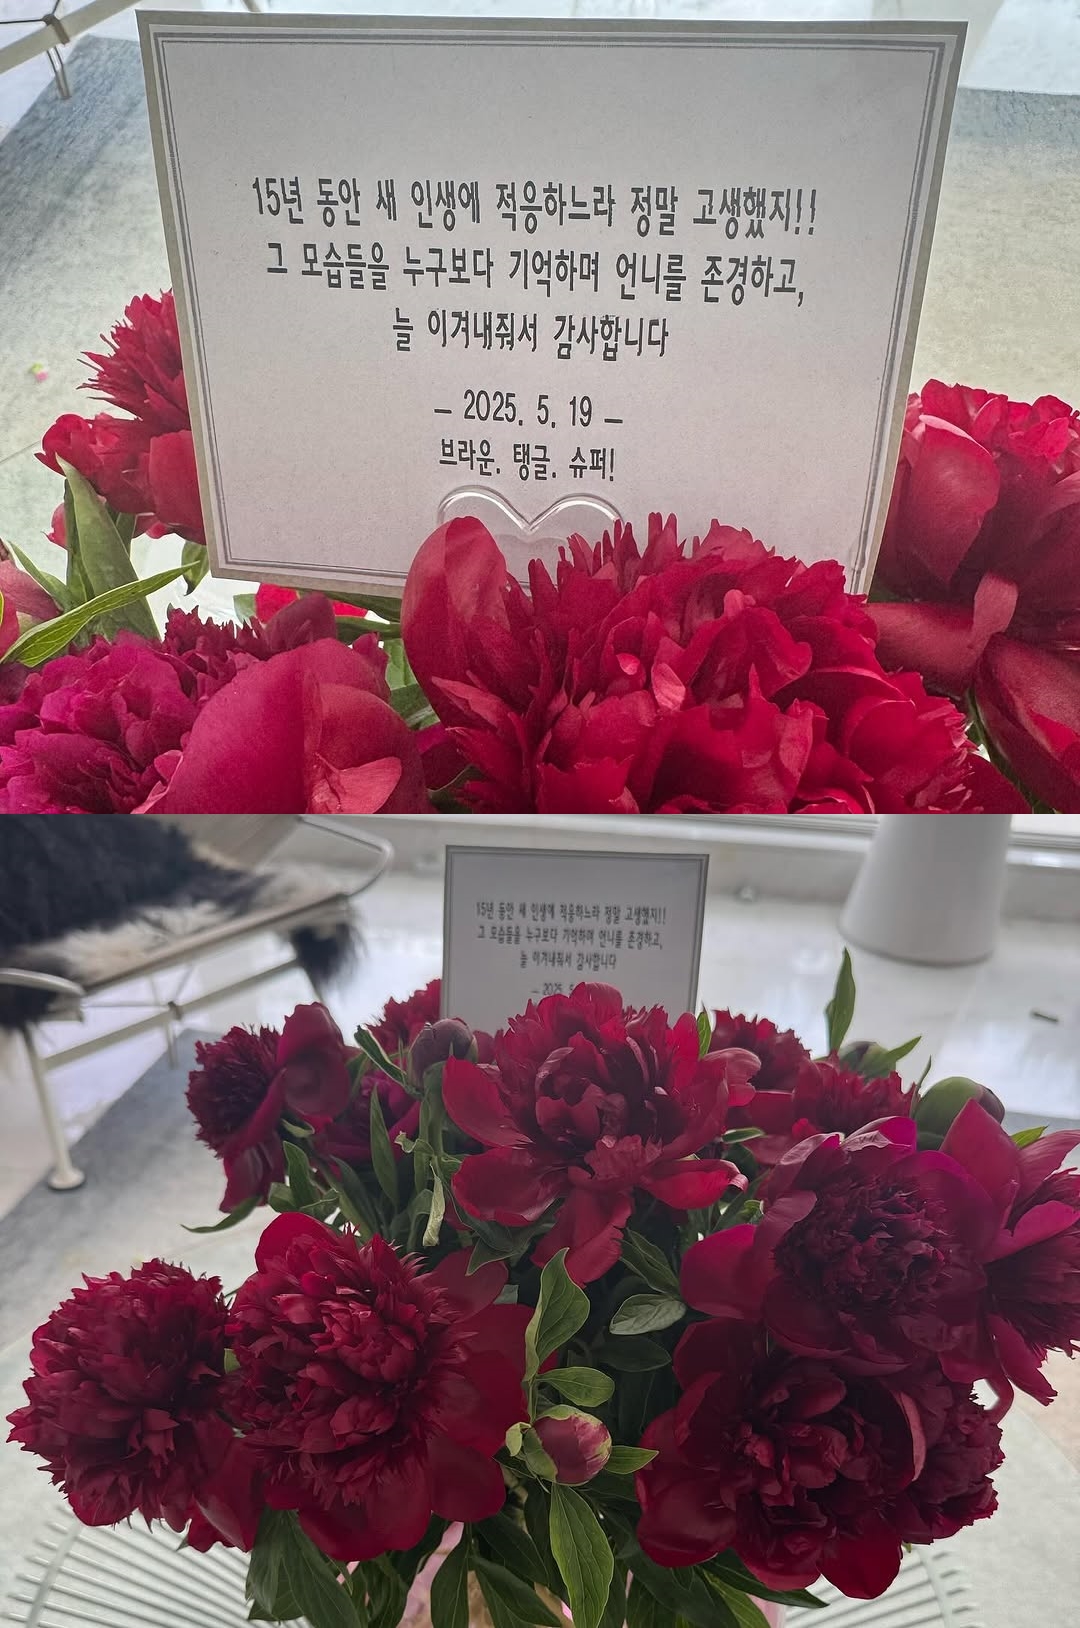 15년 동안 새 인생에 적응하느라 정말 고생했지!!
그 모습들을 누구보다 기억하며 언니를 존경하고,
늘 이겨내줘서 감사합니다
– 2025. 5. 19 –
브라운. 탱글. 슈퍼!
15년 동안 새 인생에 적응하느라 정말 고생했지!!
그 모습들을 누구보다 기억하며 언니를 존경하고,
늘 이겨내줘서 감사합니다
– 2025. 5